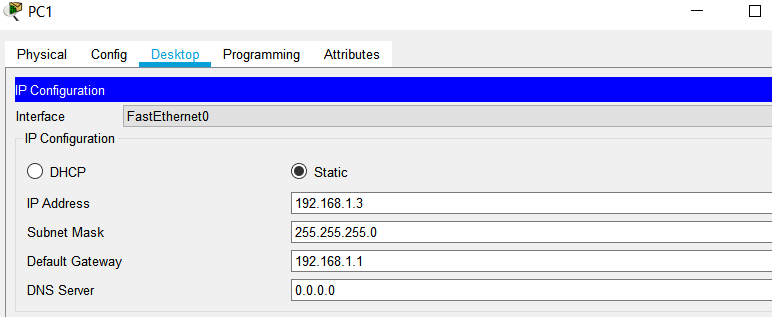 PC1
Physical Config Desktop Programming Attributes
IP Configuration
Interface FastEthernet0
IP Configuration
DHCP Static
IP Address 192.168.1.3
Subnet Mask 255.255.255.0
Default Gateway 192.168.1.1
DNS Server 0.0.0.0